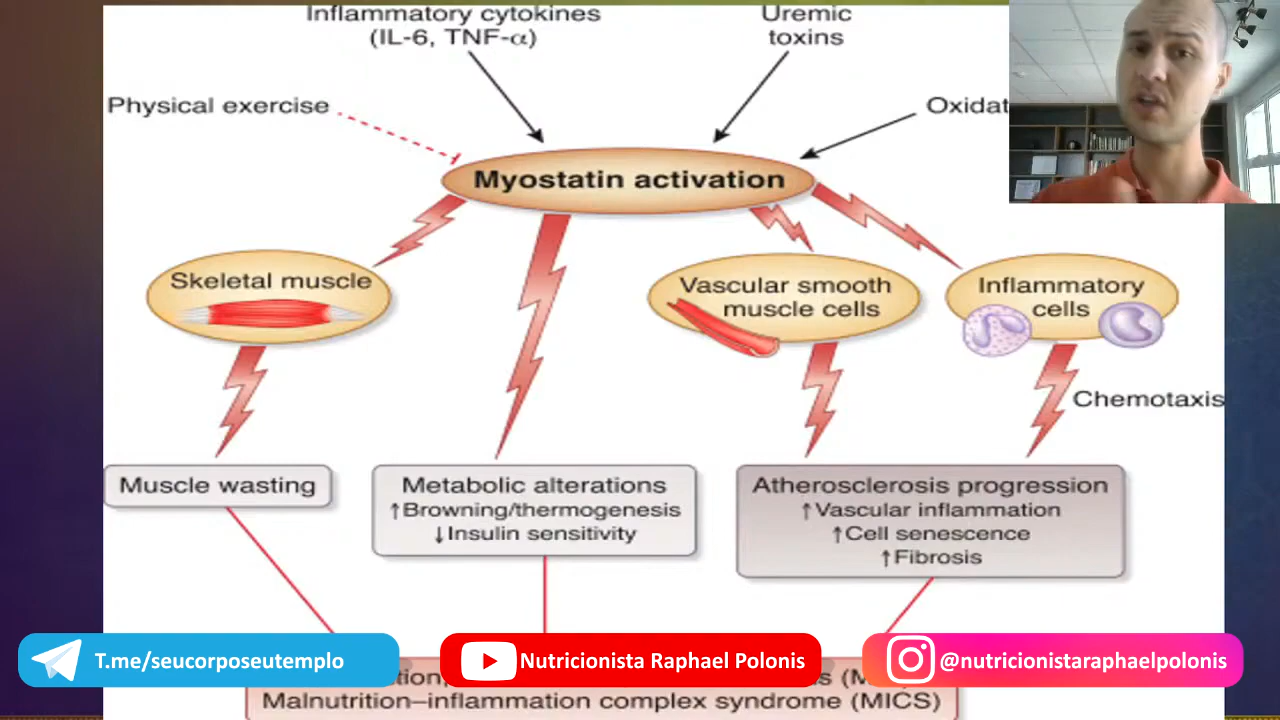 Inflammatory cytokines
(IL-6, TNF-α)
Uremic
toxins
Physical exercise
Myostatin activation
Skeletal muscle
Vascular smooth
muscle cells
Inflammatory
cells
Chemotaxis
Muscle wasting
Metabolic alterations
↑Browning/thermogenesis
↓Insulin sensitivity
Atherosclerosis progression
↑Vascular inflammation
↑Cell senescence
↑Fibrosis
T.me/seucorposeutemplo
Nutricionista Raphael Polonis
@nutricionistaraphaelpolonis
Malnutrition–inflammation complex syndrome (MICS)